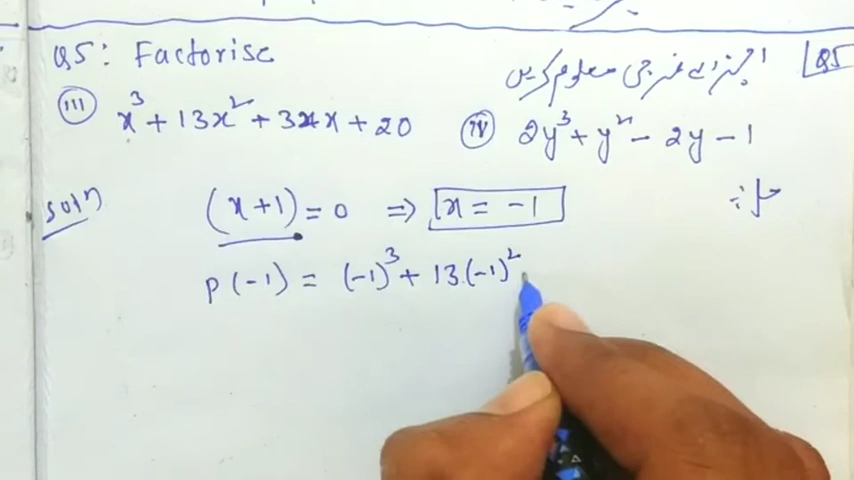 Q5: Factorise
اجزائے ضربی معلوم کریں
Q5
(iii) x³ + 13x² + 32x + 20
(iv) 2y³ + y² - 2y - 1
Solⁿ
(x+1) = 0 ⇒ x = -1
حل:
p(-1) = (-1)³ + 13.(-1)²